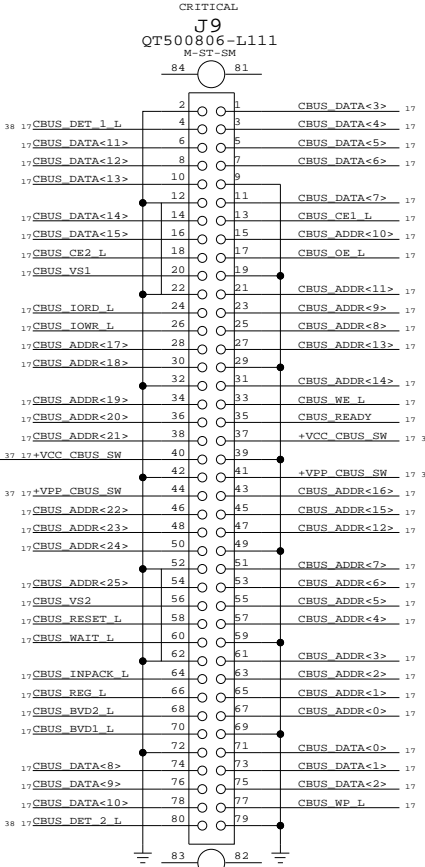 CRITICAL
J9
QT500806-L111
M-ST-SM
84 81
2 1 CBUS_DATA<3> 17
38 17 CBUS_DET_1_L 4 3 CBUS_DATA<4> 17
17 CBUS_DATA<11> 6 5 CBUS_DATA<5> 17
17 CBUS_DATA<12> 8 7 CBUS_DATA<6> 17
17 CBUS_DATA<13> 10 9
12 11 CBUS_DATA<7> 17
17 CBUS_DATA<14> 14 13 CBUS_CE1_L 17
17 CBUS_DATA<15> 16 15 CBUS_ADDR<10> 17
17 CBUS_CE2_L 18 17 CBUS_OE_L 17
17 CBUS_VS1 20 19
22 21 CBUS_ADDR<11> 17
17 CBUS_IORD_L 24 23 CBUS_ADDR<9> 17
17 CBUS_IOWR_L 26 25 CBUS_ADDR<8> 17
17 CBUS_ADDR<17> 28 27 CBUS_ADDR<13> 17
17 CBUS_ADDR<18> 30 29
32 31 CBUS_ADDR<14> 17
17 CBUS_ADDR<19> 34 33 CBUS_WE_L 17
17 CBUS_ADDR<20> 36 35 CBUS_READY 17
17 CBUS_ADDR<21> 38 37 +VCC_CBUS_SW 17 3
37 17 +VCC_CBUS_SW 40 39
42 41 +VPP_CBUS_SW 17 3
37 17 +VPP_CBUS_SW 44 43 CBUS_ADDR<16> 17
17 CBUS_ADDR<22> 46 45 CBUS_ADDR<15> 17
17 CBUS_ADDR<23> 48 47 CBUS_ADDR<12> 17
17 CBUS_ADDR<24> 50 49
52 51 CBUS_ADDR<7> 17
17 CBUS_ADDR<25> 54 53 CBUS_ADDR<6> 17
17 CBUS_VS2 56 55 CBUS_ADDR<5> 17
17 CBUS_RESET_L 58 57 CBUS_ADDR<4> 17
17 CBUS_WAIT_L 60 59
62 61 CBUS_ADDR<3> 17
17 CBUS_INPACK_L 64 63 CBUS_ADDR<2> 17
17 CBUS_REG_L 66 65 CBUS_ADDR<1> 17
17 CBUS_BVD2_L 68 67 CBUS_ADDR<0> 17
17 CBUS_BVD1_L 70 69
72 71 CBUS_DATA<0> 17
17 CBUS_DATA<8> 74 73 CBUS_DATA<1> 17
17 CBUS_DATA<9> 76 75 CBUS_DATA<2> 17
17 CBUS_DATA<10> 78 77 CBUS_WP_L 17
38 17 CBUS_DET_2_L 80 79
83 82